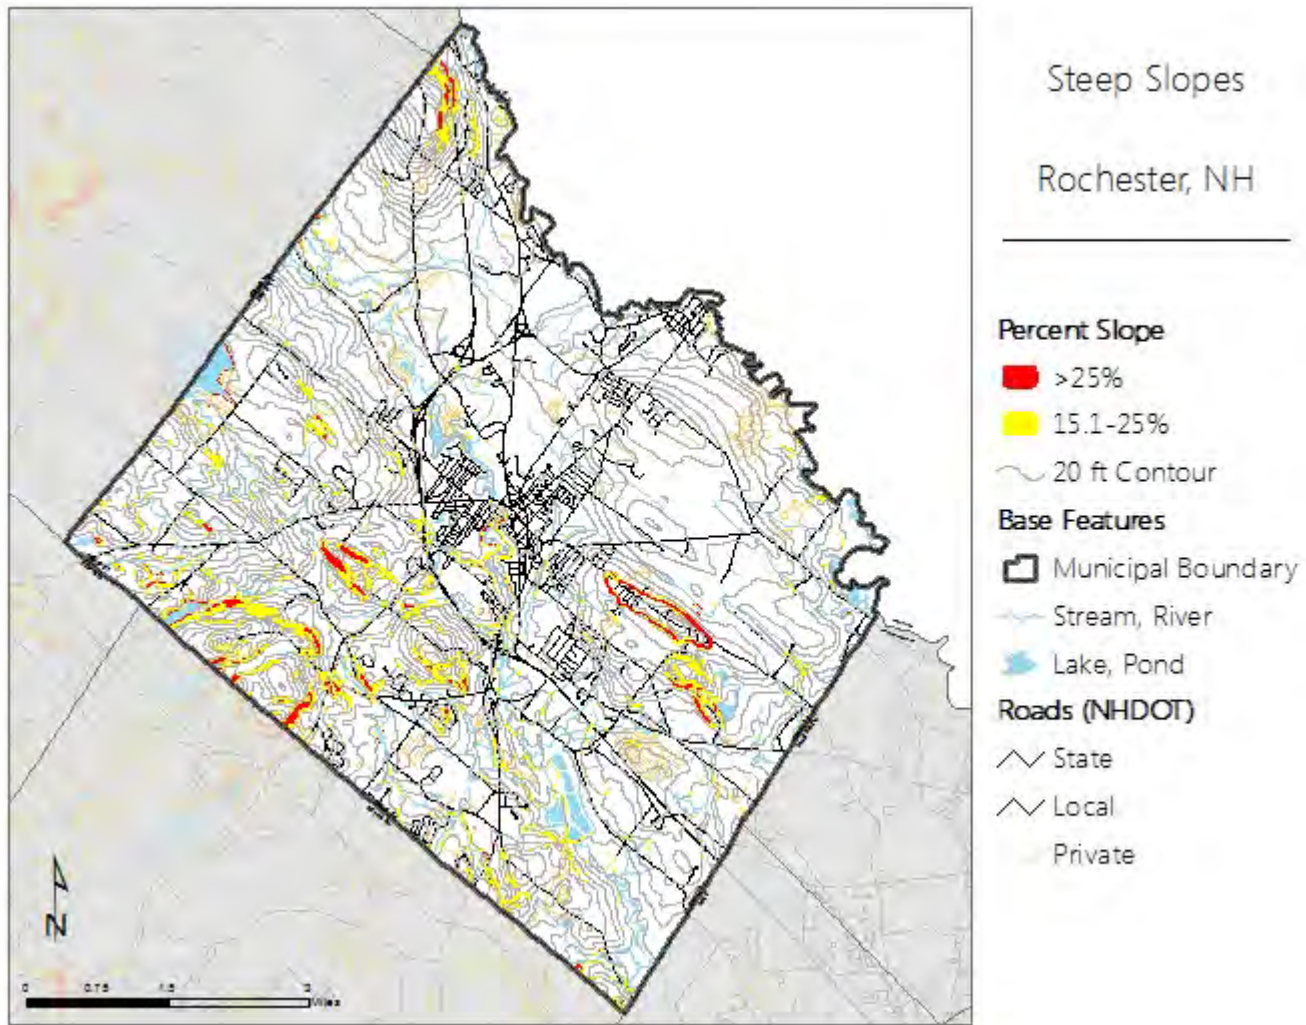 Steep Slopes
Rochester, NH
Percent Slope
>25%
15.1-25%
20 ft Contour
Base Features
Municipal Boundary
Stream, River
Lake, Pond
Roads (NHDOT)
State
Local
Private
N
0 0.75 1.5 3
Miles